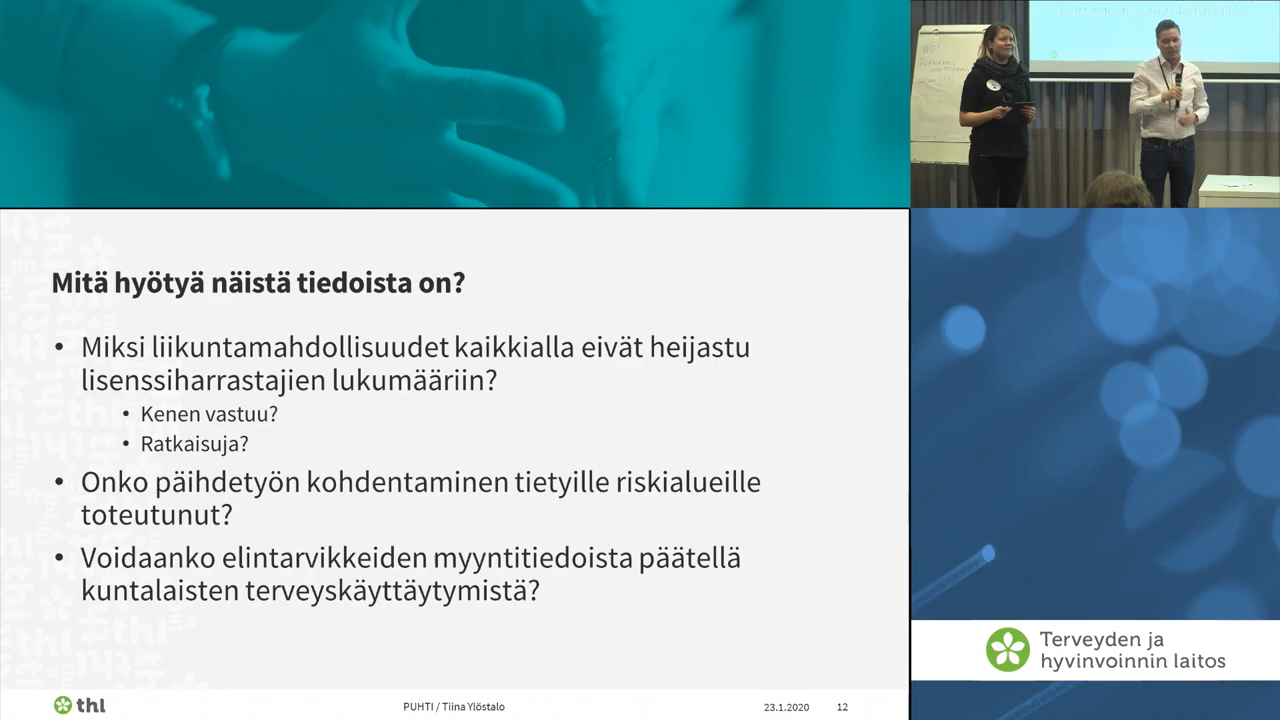 Mitä hyötyä näistä tiedoista on?
• Miksi liikuntamahdollisuudet kaikkialla eivät heijastu
lisenssiharrastajien lukumääriin?
• Kenen vastuu?
• Ratkaisuja?
• Onko päihdetyön kohdentaminen tietyille riskialueille
toteutunut?
• Voidaanko elintarvikkeiden myyntitiedoista päätellä
kuntalaisten terveyskäyttäytymistä?
thl
PUHTI / Tiina Ylöstalo
23.1.2020
12
Terveyden ja
hyvinvoinnin laitos